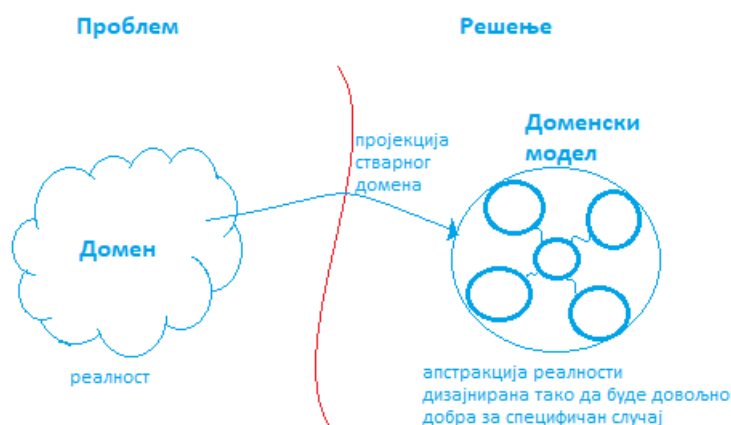 Проблем
Решење
пројекција
стварног
домена
Доменски
модел
Домен
реалност
апстракција реалности
дизајнирана тако да буде довољно
добра за специфичан случај